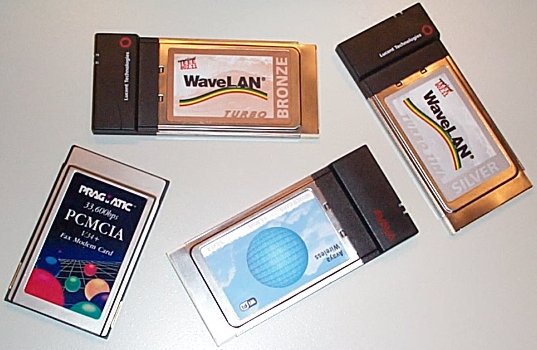 Lucent Technologies
WaveLAN®
TURBO
BRONZE
Lucent Technologies
WaveLAN®
SILVER
PRAGMATIC
33,600bps
PCMCIA
V.34+
Fax Modem Card
AVAYA
Avaya
Wireless